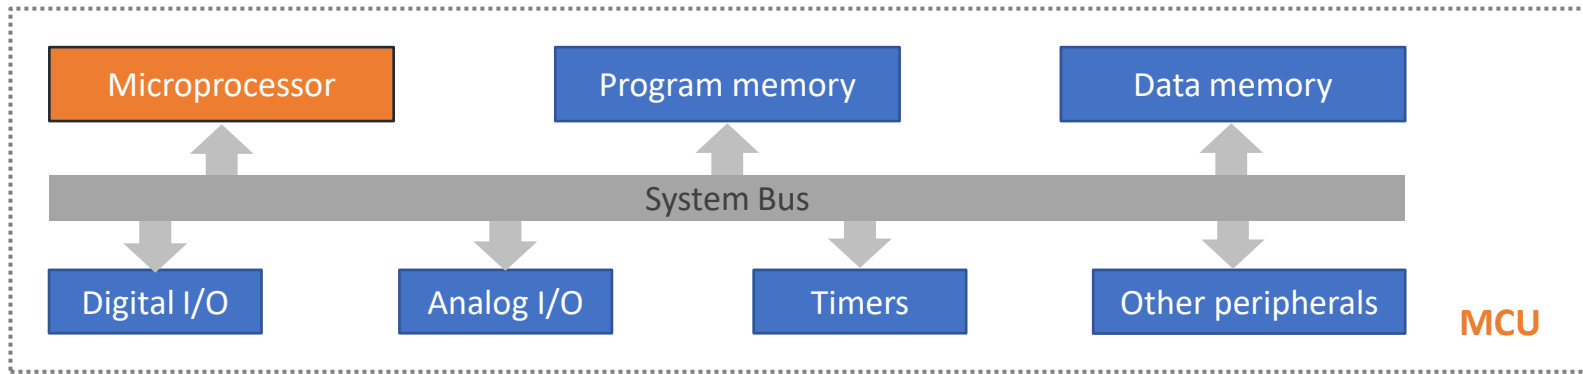 Microprocessor
Program memory
Data memory
System Bus
Digital I/O
Analog I/O
Timers
Other peripherals
MCU